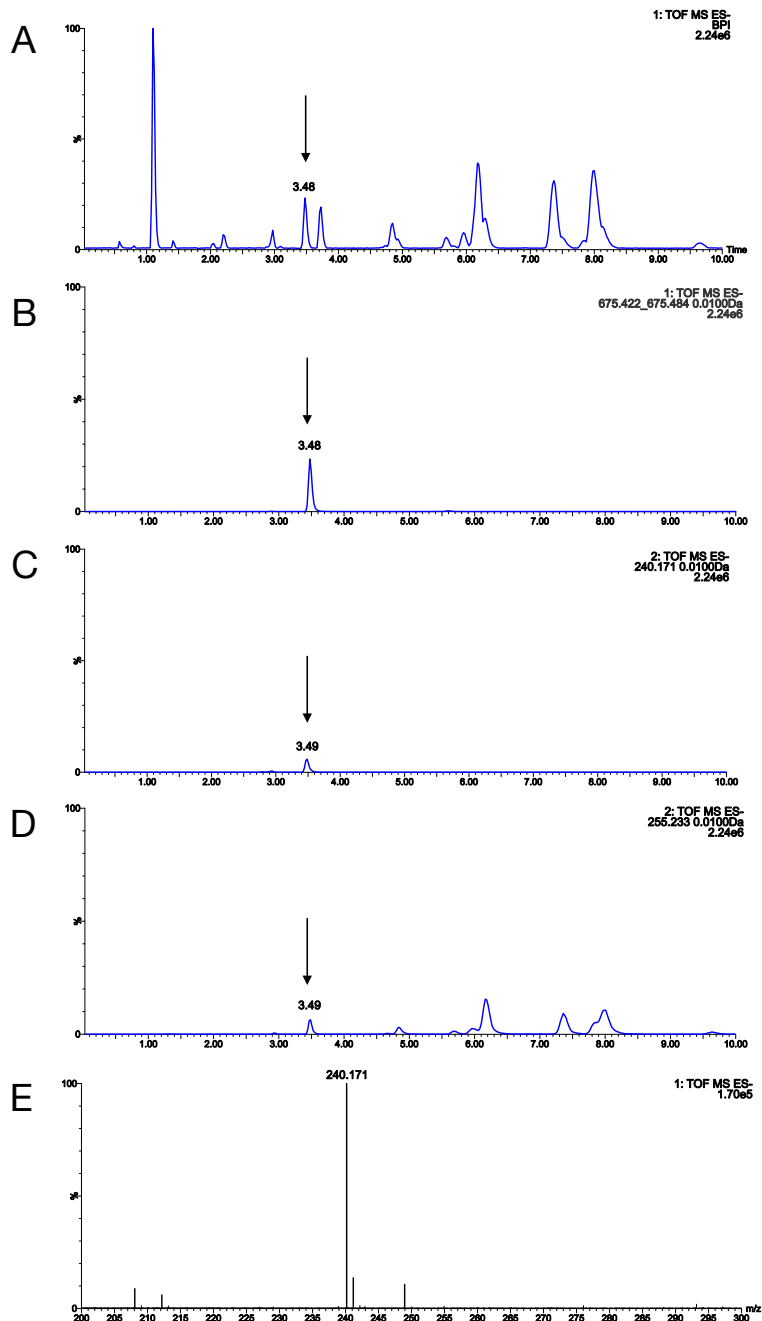 A
1: TOF MS ES-
BPI
2.24e6
100
%
0
3.48
1.00 2.00 3.00 4.00 5.00 6.00 7.00 8.00 9.00 10.00
Time
B
1: TOF MS ES-
675.422_675.484 0.0100Da
2.24e6
100
%
0
3.48
1.00 2.00 3.00 4.00 5.00 6.00 7.00 8.00 9.00 10.00
C
2: TOF MS ES-
240.171 0.0100Da
2.24e6
100
%
0
3.49
1.00 2.00 3.00 4.00 5.00 6.00 7.00 8.00 9.00 10.00
D
2: TOF MS ES-
255.233 0.0100Da
2.24e6
100
%
0
3.49
1.00 2.00 3.00 4.00 5.00 6.00 7.00 8.00 9.00 10.00
E
1: TOF MS ES-
1.70e5
100
%
0
240.171
200 205 210 215 220 225 230 235 240 245 250 255 260 265 270 275 280 285 290 295 300
m/z